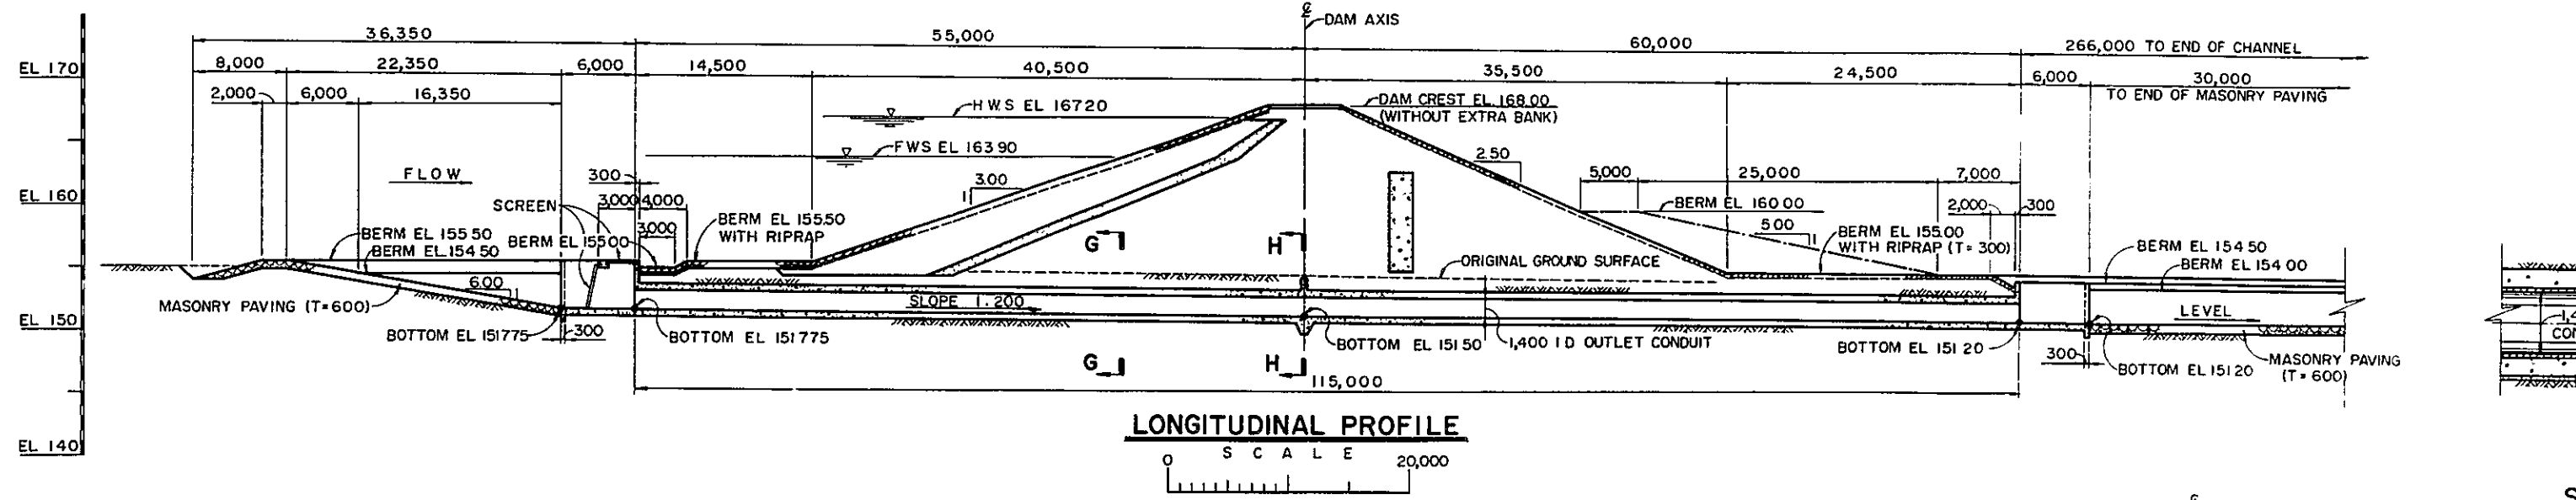 ℄ DAM AXIS
36,350 55,000 60,000 266,000 TO END OF CHANNEL
EL 170
8,000 22,350 6,000 14,500 40,500 35,500 24,500 6,000 30,000
TO END OF MASONRY PAVING
2,000 6,000 16,350
HWS EL 167.20
DAM CREST EL. 168.00
(WITHOUT EXTRA BANK)
FWS EL 163.90
FLOW
300
1 3.00
2.50
1
5,000 25,000 7,000
EL 160
SCREEN
3,000 4,000
3,000
BERM EL 155.50
WITH RIPRAP
BERM EL 160.00
2,000 300
BERM EL 155.50
BERM EL.154.50
BERM EL 155.00
G H
5.00
1
BERM EL 155.00
WITH RIPRAP (T=300)
BERM EL 154.50
BERM EL 154.00
ORIGINAL GROUND SURFACE
6.00
1
MASONRY PAVING (T=600)
SLOPE 1:200
LEVEL
EL 150
BOTTOM EL 151.775
300
BOTTOM EL 151.775
BOTTOM EL 151.50
1,400 I D OUTLET CONDUIT
BOTTOM EL 151.20
300
BOTTOM EL 151.20
MASONRY PAVING
(T=600)
G H
115,000
EL 140
LONGITUDINAL PROFILE
SCALE
0 20,000
1,4
CON
℄
S